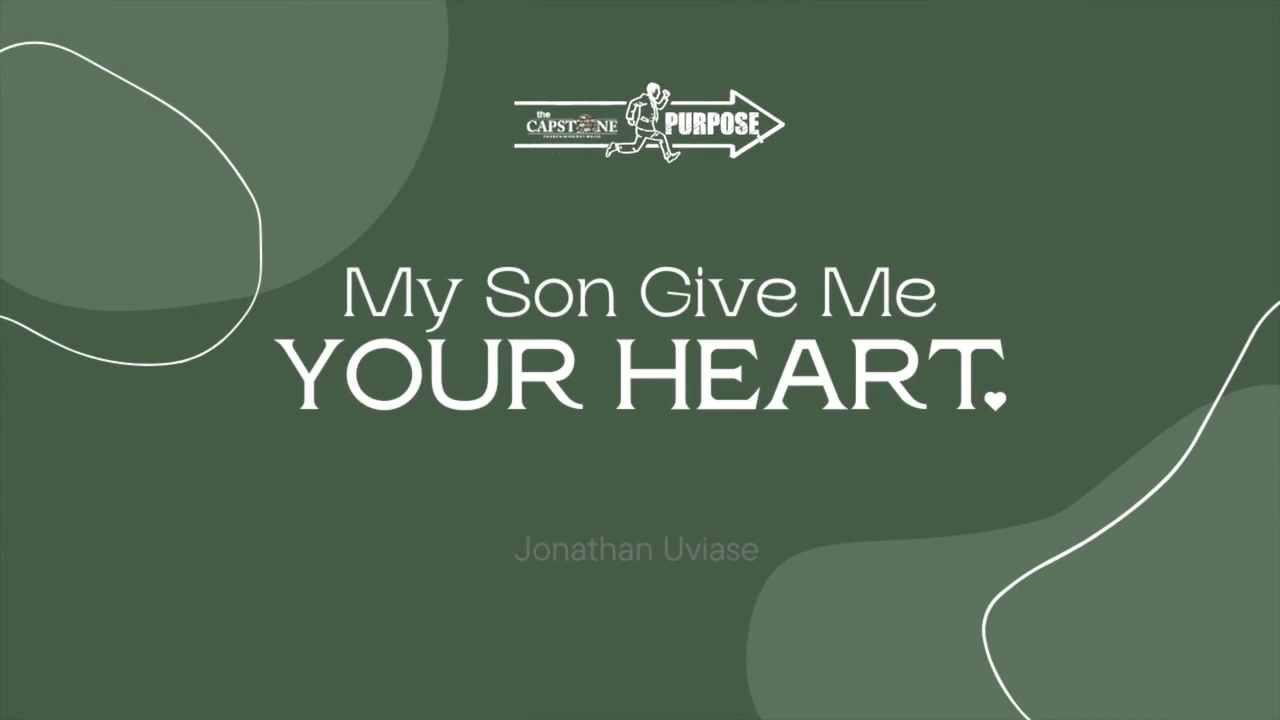 the
CAPSTONE
PURPOSE
My Son Give Me
YOUR HEART.
Jonathan Uviase